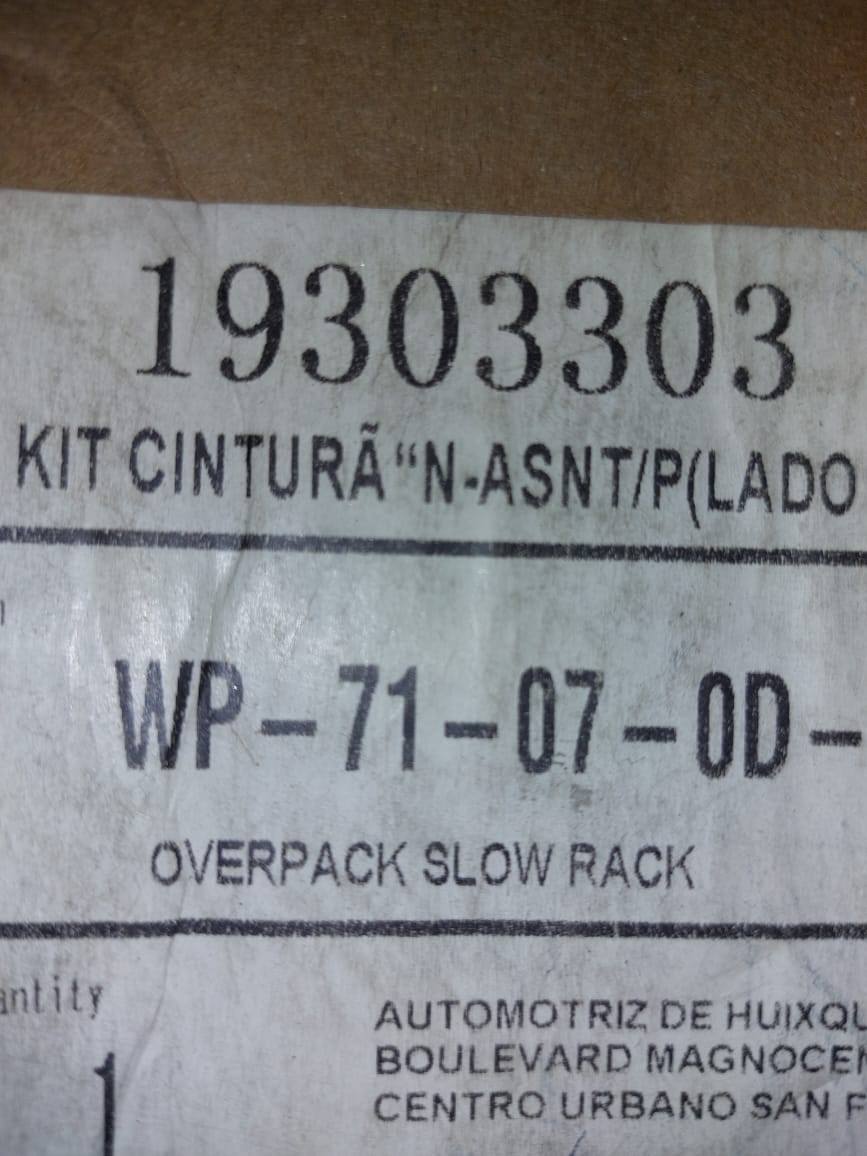 19303303
KIT CINTURÃ“N-ASNT/P(LADO
WP-71-07-0D-
OVERPACK SLOW RACK
antity
1
AUTOMOTRIZ DE HUIXQU
BOULEVARD MAGNOCEN
CENTRO URBANO SAN F